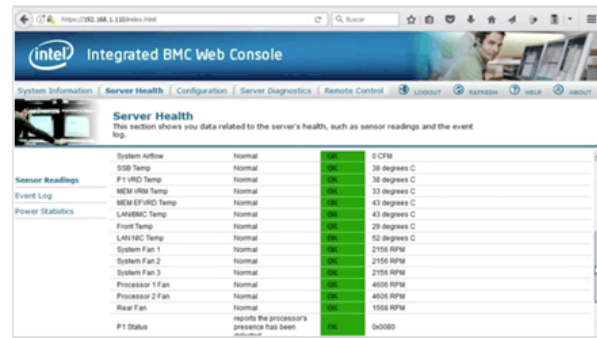 https://192.168.1.110/index.html
Buscar
intel Integrated BMC Web Console
System Information Server Health Configuration Server Diagnostics Remote Control LOGOUT REFRESH HELP ABOUT
Server Health
This section shows you data related to the server's health, such as sensor readings and the event
log.
Sensor Readings
Event Log
Power Statistics
System Airflow Normal OK 0 CFM
SSB Temp Normal OK 38 degrees C
P1 VRD Temp Normal OK 38 degrees C
MEM VRM Temp Normal OK 33 degrees C
MEM EFVRD Temp Normal OK 43 degrees C
LAN/BMC Temp Normal OK 43 degrees C
Front Temp Normal OK 29 degrees C
LAN NIC Temp Normal OK 52 degrees C
System Fan 1 Normal OK 2156 RPM
System Fan 2 Normal OK 2156 RPM
System Fan 3 Normal OK 2156 RPM
Processor 1 Fan Normal OK 4606 RPM
Processor 2 Fan Normal OK 4606 RPM
Rear Fan Normal OK 1568 RPM
reports the processor's
P1 Status presence has been OK 0x0080